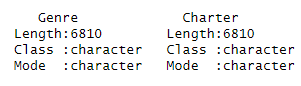 Genre Charter
Length:6810 Length:6810
Class :character Class :character
Mode :character Mode :character